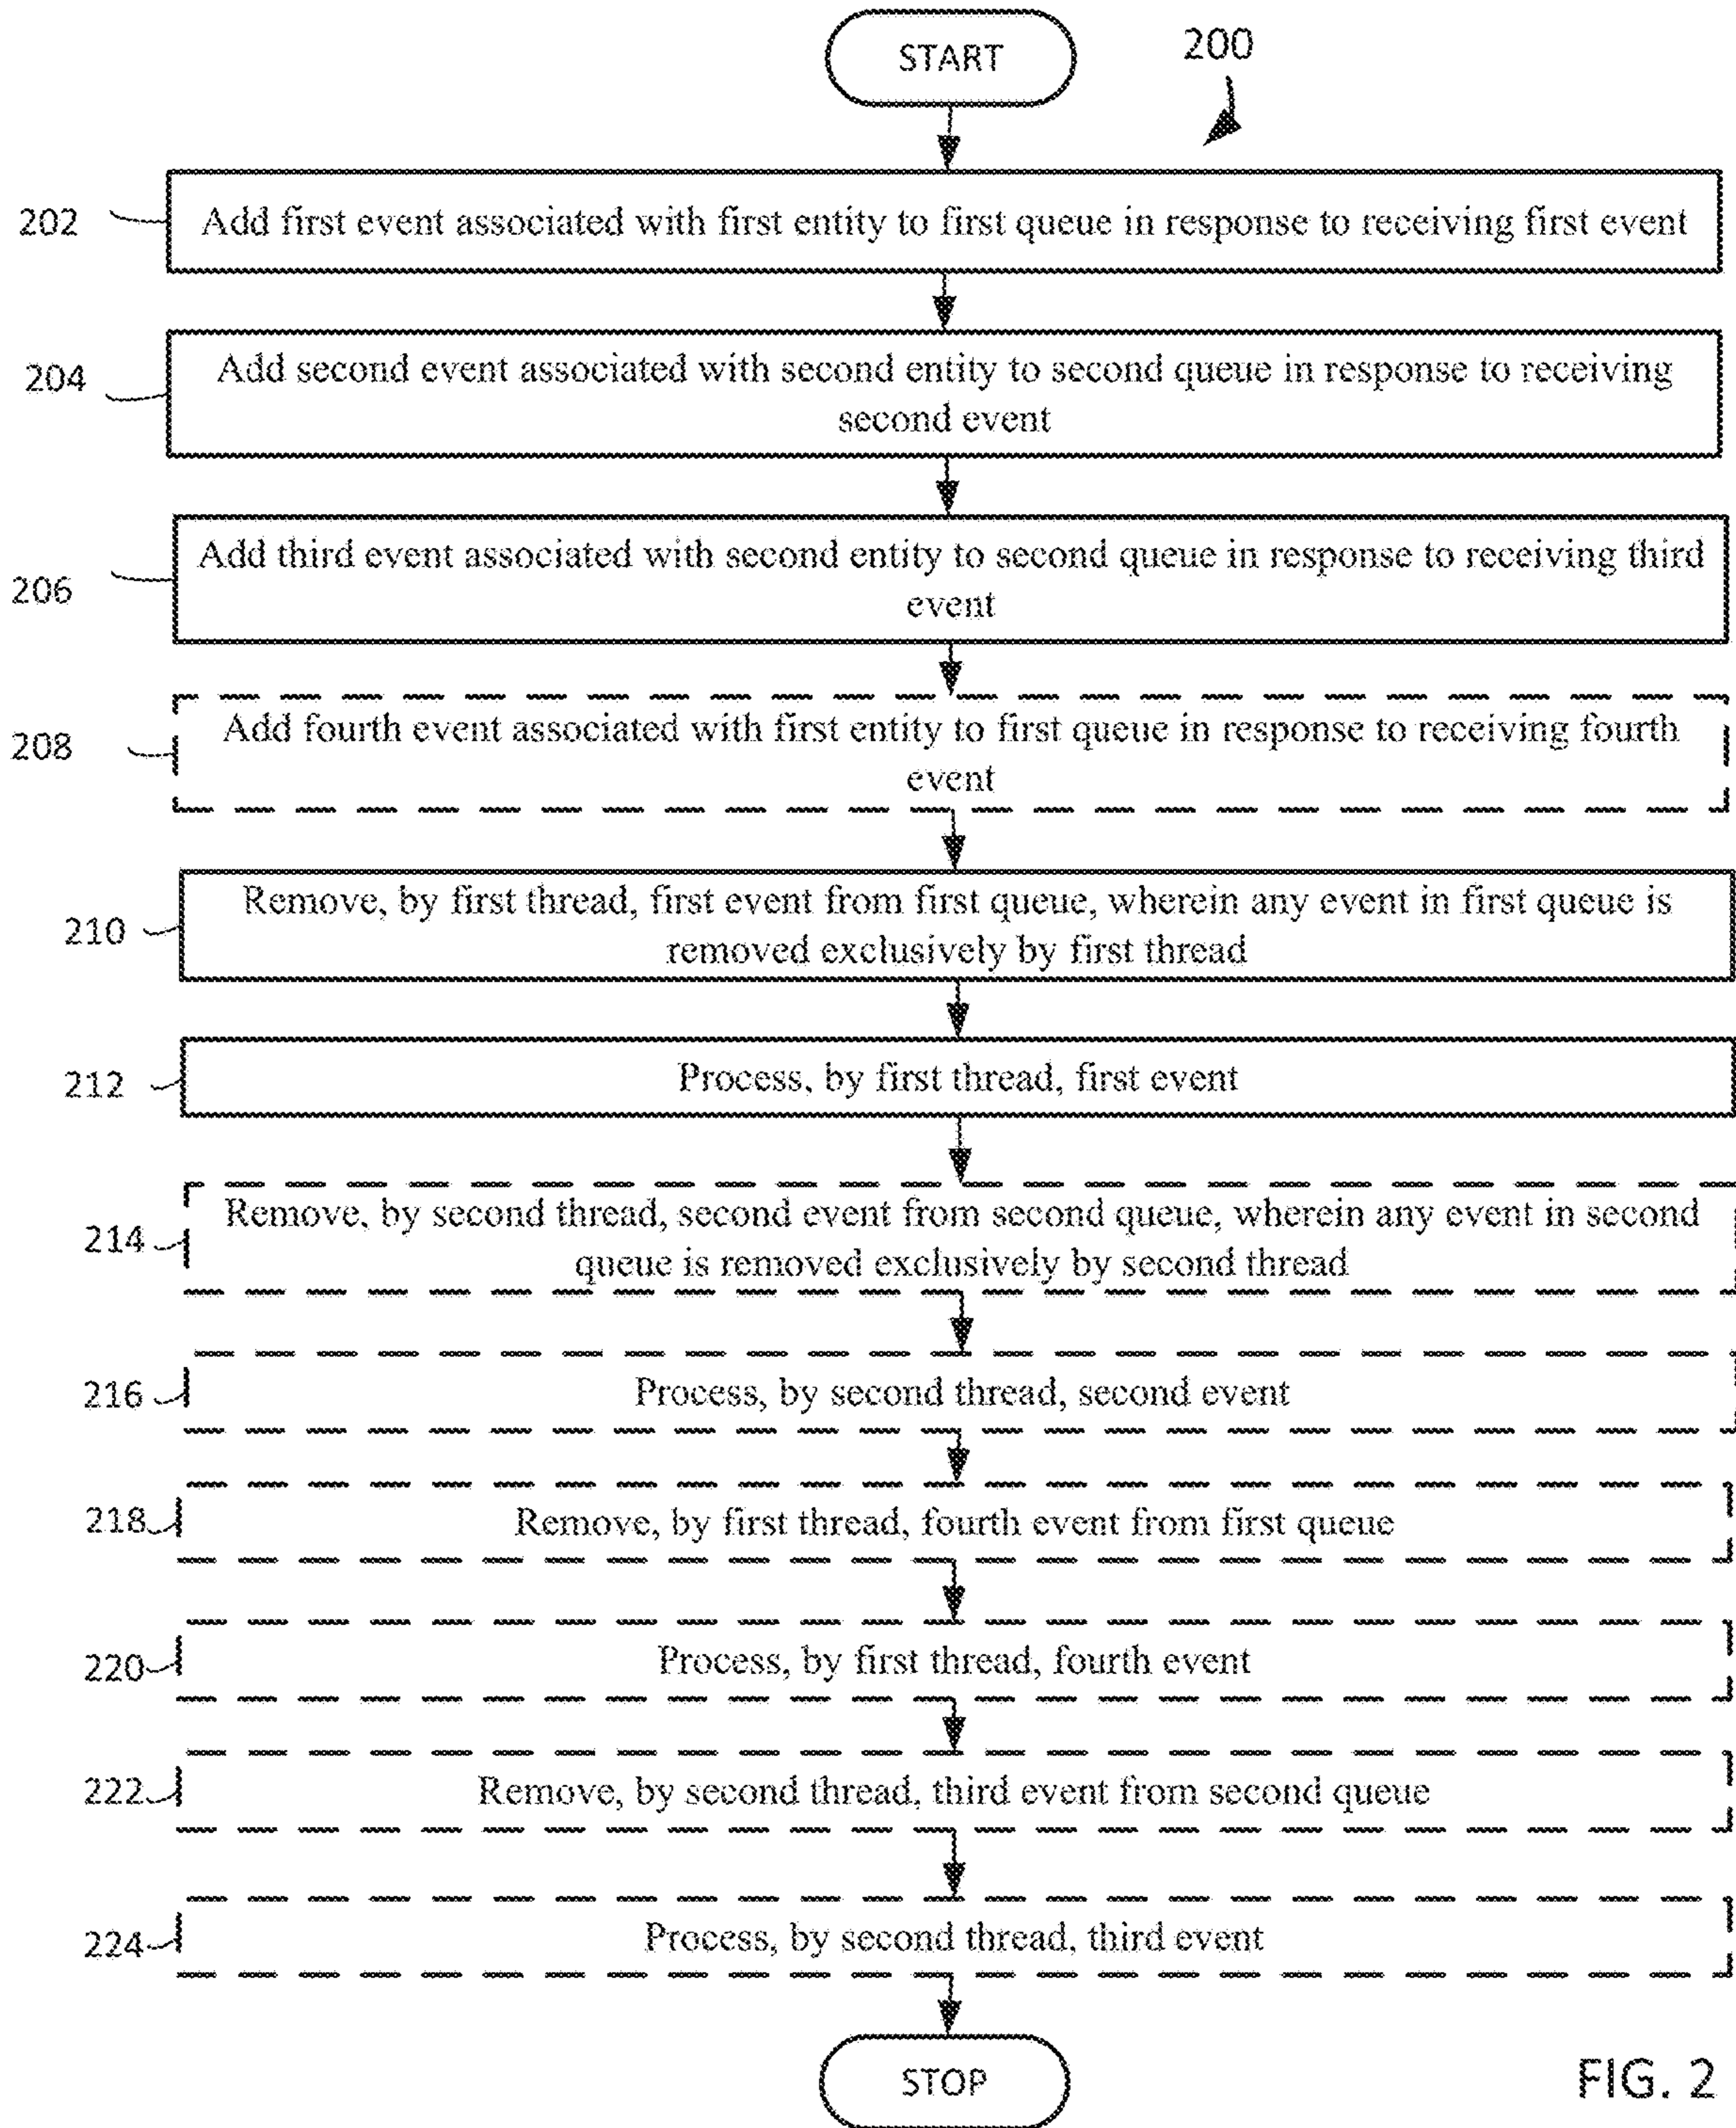 START
200
202
Add first event associated with first entity to first queue in response to receiving first event
204
Add second event associated with second entity to second queue in response to receiving
second event
206
Add third event associated with second entity to second queue in response to receiving third
event
208
Add fourth event associated with first entity to first queue in response to receiving fourth
event
210
Remove, by first thread, first event from first queue, wherein any event in first queue is
removed exclusively by first thread
212
Process, by first thread, first event
214
Remove, by second thread, second event from second queue, wherein any event in second
queue is removed exclusively by second thread
216
Process, by second thread, second event
218
Remove, by first thread, fourth event from first queue
220
Process, by first thread, fourth event
222
Remove, by second thread, third event from second queue
224
Process, by second thread, third event
STOP
FIG. 2